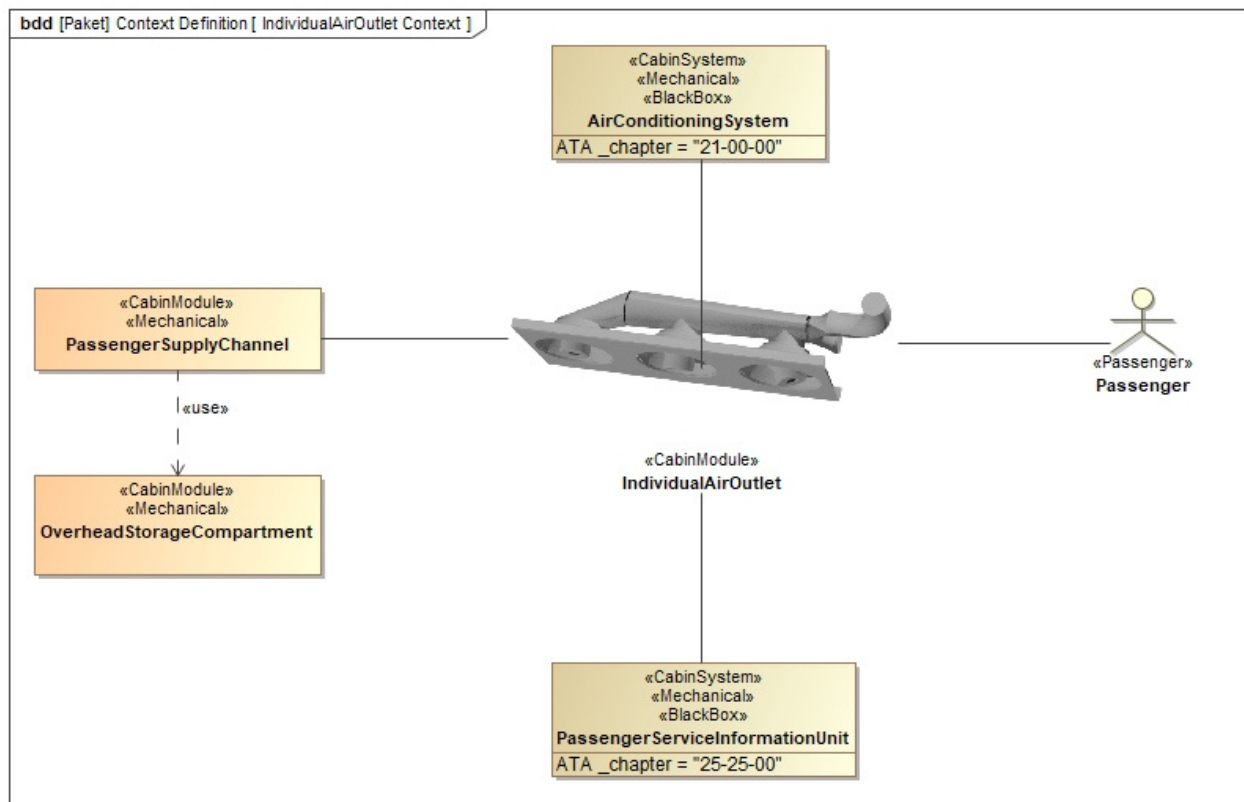 bdd [Paket] Context Definition [ IndividualAirOutlet Context ]
«CabinSystem»
«Mechanical»
«BlackBox»
AirConditioningSystem
ATA _chapter = "21-00-00"
«CabinModule»
«Mechanical»
PassengerSupplyChannel
«Passenger»
Passenger
«use»
«CabinModule»
IndividualAirOutlet
«CabinModule»
«Mechanical»
OverheadStorageCompartment
«CabinSystem»
«Mechanical»
«BlackBox»
PassengerServiceInformationUnit
ATA _chapter = "25-25-00"